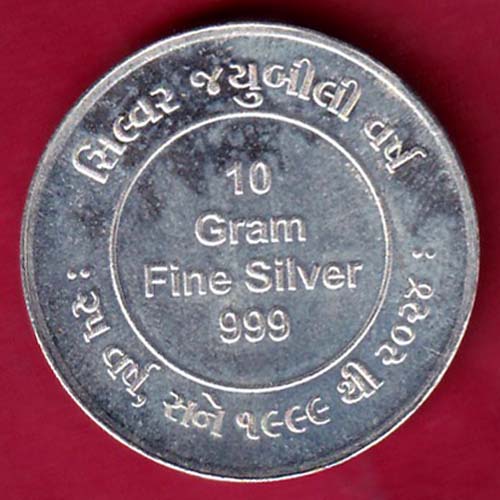 સિલ્વર જયુબીલી વર્ષ
10
Gram
Fine Silver
999
: ૨૫ વર્ષ, સને ૧૯૯૯ થી ૨૦૨૪ :